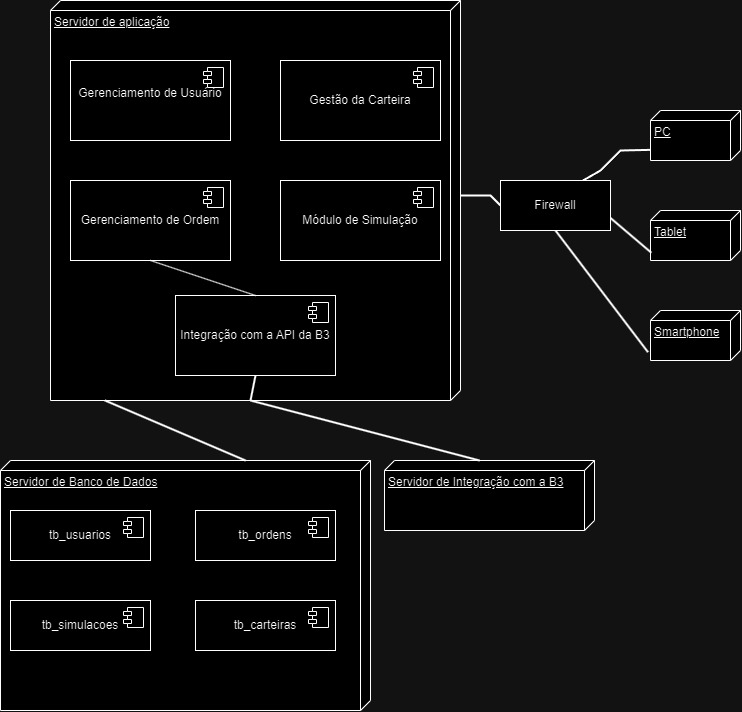 Servidor de aplicação
Gerenciamento de Usuário
Gestão da Carteira
PC
Gerenciamento de Ordem
Módulo de Simulação
Firewall
Tablet
Integração com a API da B3
Smartphone
Servidor de Banco de Dados
Servidor de Integração com a B3
tb_usuarios
tb_ordens
tb_simulacoes
tb_carteiras